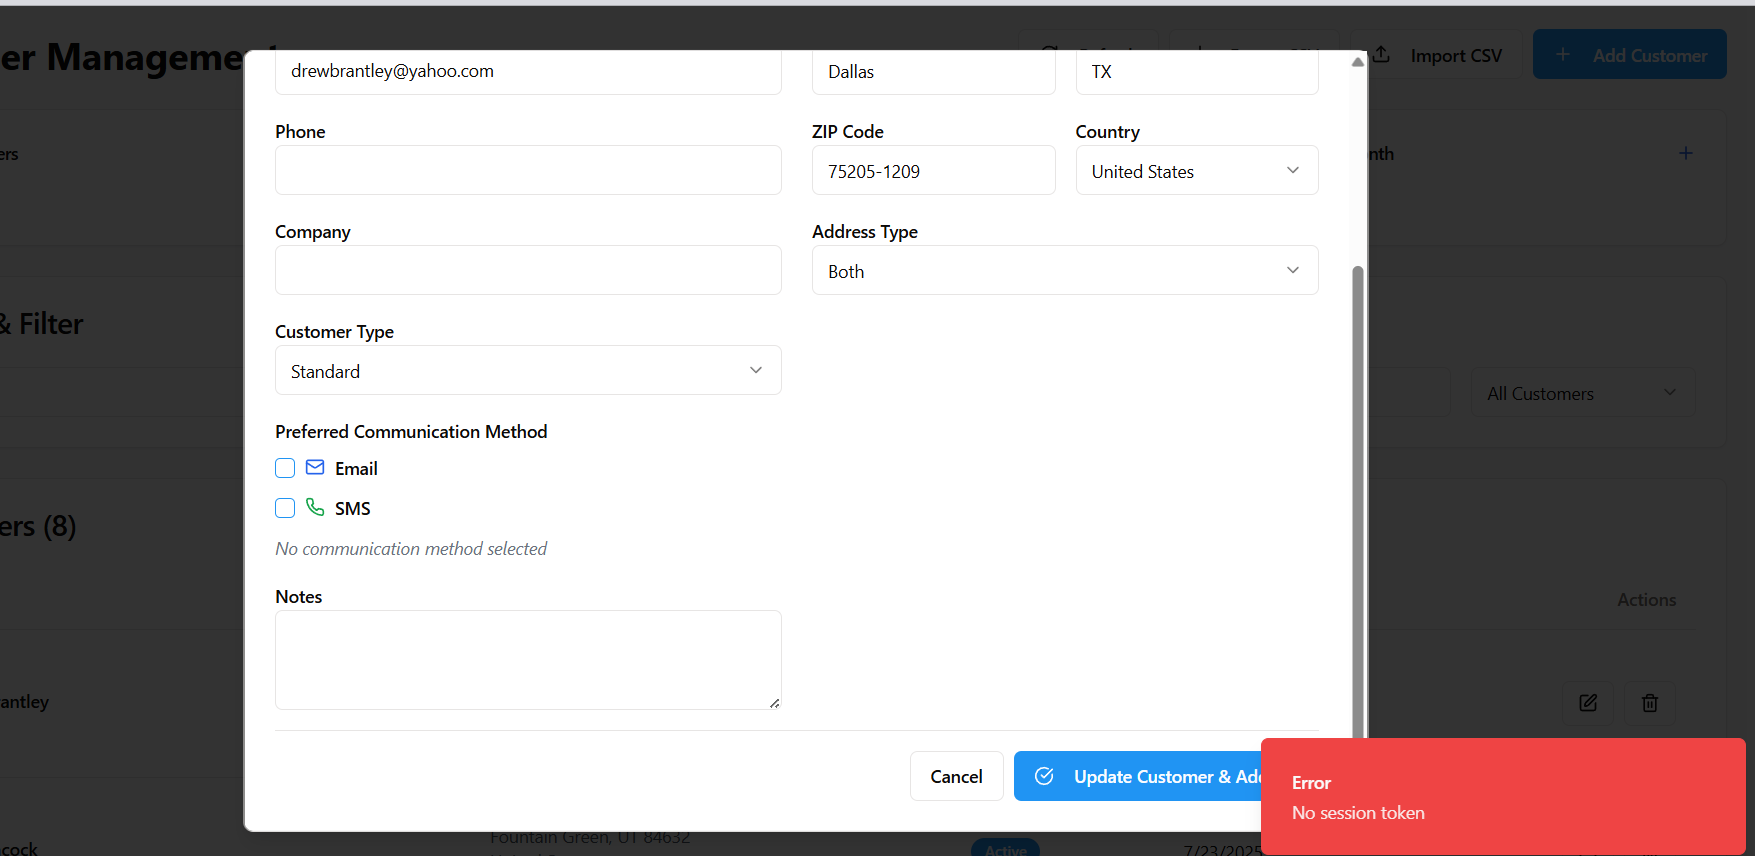 er Management
Import CSV
Add Customer
drewbrantley@yahoo.com
Dallas
TX
Phone
ZIP Code
Country
ers
nth
75205-1209
United States
Company
Address Type
Both
& Filter
Customer Type
Standard
All Customers
Preferred Communication Method
Email
SMS
ers (8)
No communication method selected
Notes
Actions
antley
Cancel
Update Customer & Add
Error
No session token
Fountain Green, UT 84632
cock
Active
7/23/2025